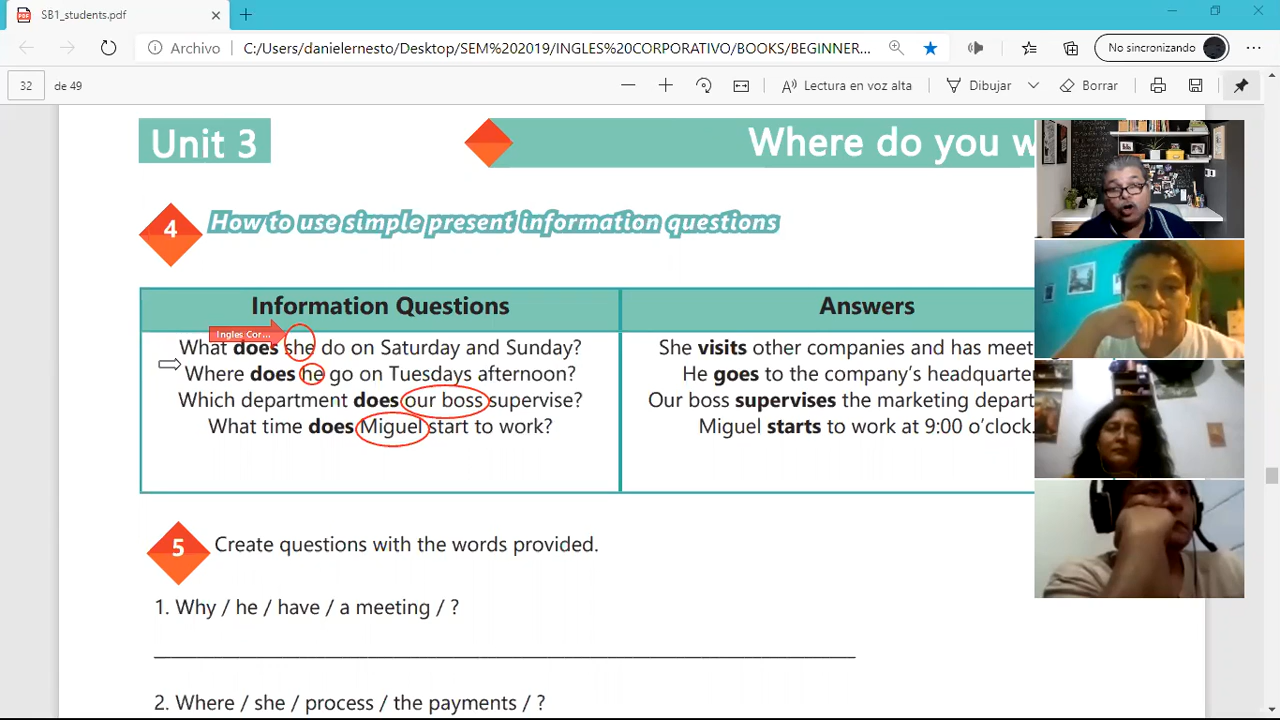 SB1_students.pdf
Archivo
C:/Users/danielernesto/Desktop/SEM%202019/INGLES%20CORPORATIVO/BOOKS/BEGINNER...
No sincronizando
32 de 49
Lectura en voz alta
Dibujar
Borrar
Unit 3
Where do you w
4
How to use simple present information questions
Information Questions
Answers
Ingles Cor...
What does she do on Saturday and Sunday?
She visits other companies and has meet
Where does he go on Tuesdays afternoon?
He goes to the company's headquarter
Which department does our boss supervise?
Our boss supervises the marketing depart
What time does Miguel start to work?
Miguel starts to work at 9:00 o'clock.
5
Create questions with the words provided.
1. Why / he / have / a meeting / ?
2. Where / she / process / the payments / ?